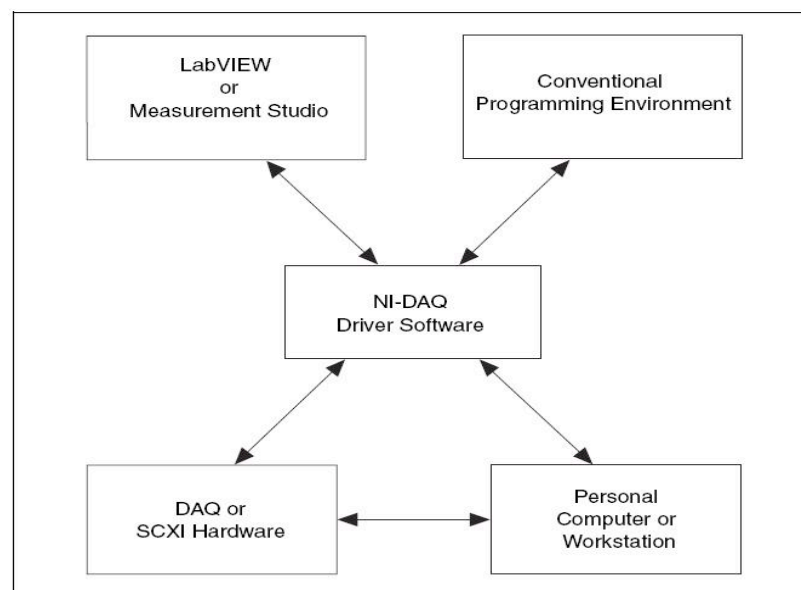 LabVIEW
or
Measurement Studio
Conventional
Programming Environment
NI-DAQ
Driver Software
DAQ or
SCXI Hardware
Personal
Computer or
Workstation